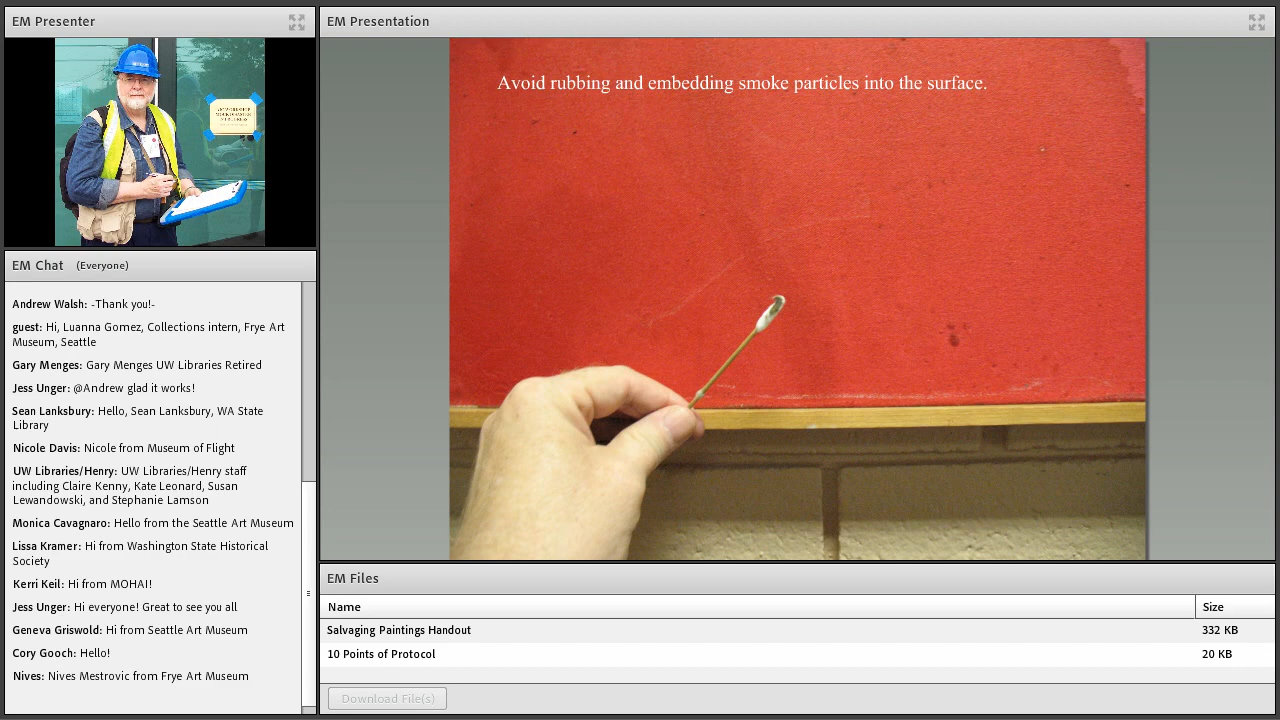 EM Presenter
EM Chat (Everyone)
Andrew Walsh: -Thank you!-
guest: Hi, Luanna Gomez, Collections intern, Frye Art
Museum, Seattle
Gary Menges: Gary Menges UW Libraries Retired
Jess Unger: @Andrew glad it works!
Sean Lanksbury: Hello, Sean Lanksbury, WA State
Library
Nicole Davis: Nicole from Museum of Flight
UW Libraries/Henry: UW Libraries/Henry staff
including Claire Kenny, Kate Leonard, Susan
Lewandowski, and Stephanie Lamson
Monica Cavagnaro: Hello from the Seattle Art Museum
Lissa Kramer: Hi from Washington State Historical
Society
Kerri Keil: Hi from MOHAI!
Jess Unger: Hi everyone! Great to see you all
Geneva Griswold: Hi from Seattle Art Museum
Cory Gooch: Hello!
Nives: Nives Mestrovic from Frye Art Museum
EM Presentation
Avoid rubbing and embedding smoke particles into the surface.
EM Files
Name Size
Salvaging Paintings Handout 332 KB
10 Points of Protocol 20 KB
Download File(s)